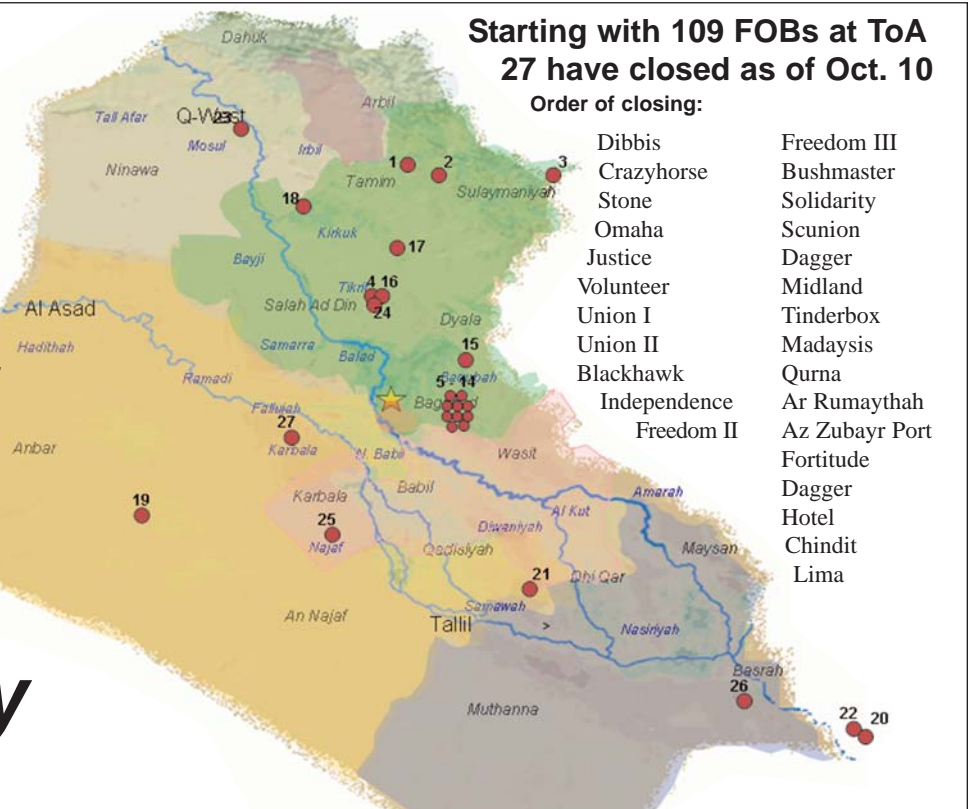 Starting with 109 FOBs at ToA
27 have closed as of Oct. 10
Order of closing:
Dibbis
Crazyhorse
Stone
Omaha
Justice
Volunteer
Union I
Union II
Blackhawk
Independence
Freedom II
Freedom III
Bushmaster
Solidarity
Scunion
Dagger
Midland
Tinderbox
Madaysis
Qurna
Ar Rumaythah
Az Zubayr Port
Fortitude
Dagger
Hotel
Chindit
Lima
Dahuk
Arbil
Tall Afar
Q-West
23
Mosul
Irbil
Ninawa
1
2
3
Tamim
Sulaymaniyah
18
Kirkuk
17
Bayji
Tikrit
4 16
Salah Ad Din
24
Al Asad
Dyala
Hadithah
Samarra
Balad
15
Baqubah
Ramadi
5 - 14
Baghdad
Fallujah
27
Karbala
N. Babil
Wasit
Anbar
Babil
Karbala
Amarah
19
Al Kut
25
Diwaniyah
Najaf
Qadisiyah
Maysan
21
Dhi Qar
An Najaf
Samawah
Tallil
>
Nasiriyah
Basrah
26
Muthanna
22
20
y